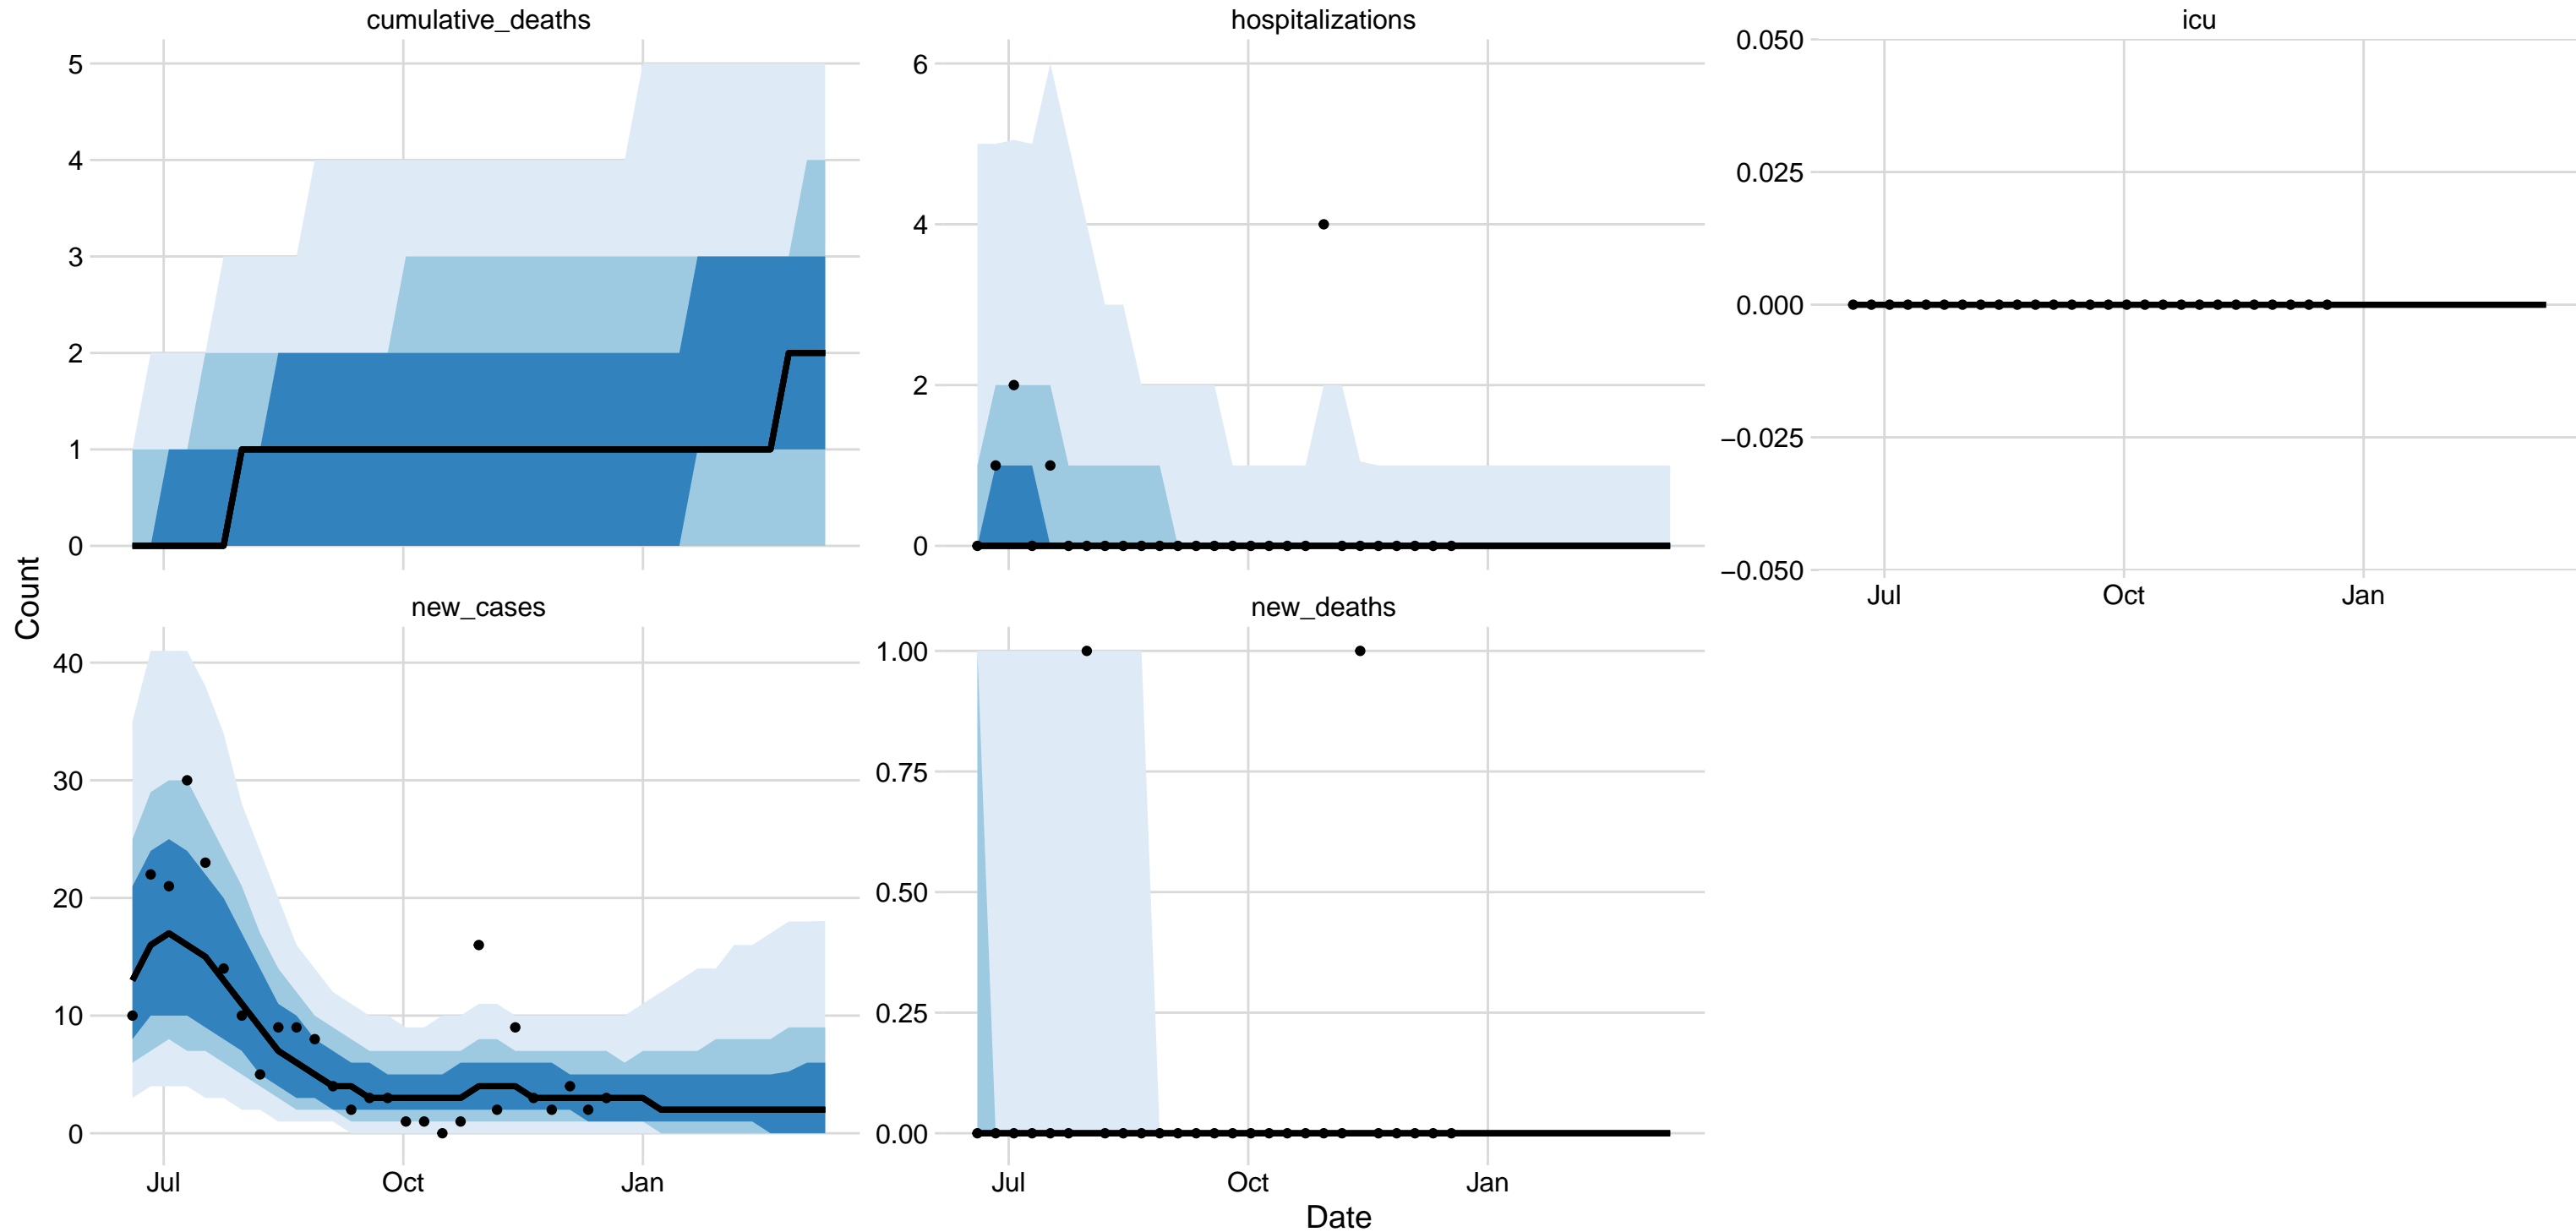 cumulative_deaths
5
4
3
2
1
0
hospitalizations
6
4
2
0
icu
0.050
0.025
0.000
−0.025
−0.050
Jul Oct Jan
Count
new_cases
40
30
20
10
0
Jul Oct Jan
new_deaths
1.00
0.75
0.50
0.25
0.00
Jul Oct Jan
Date